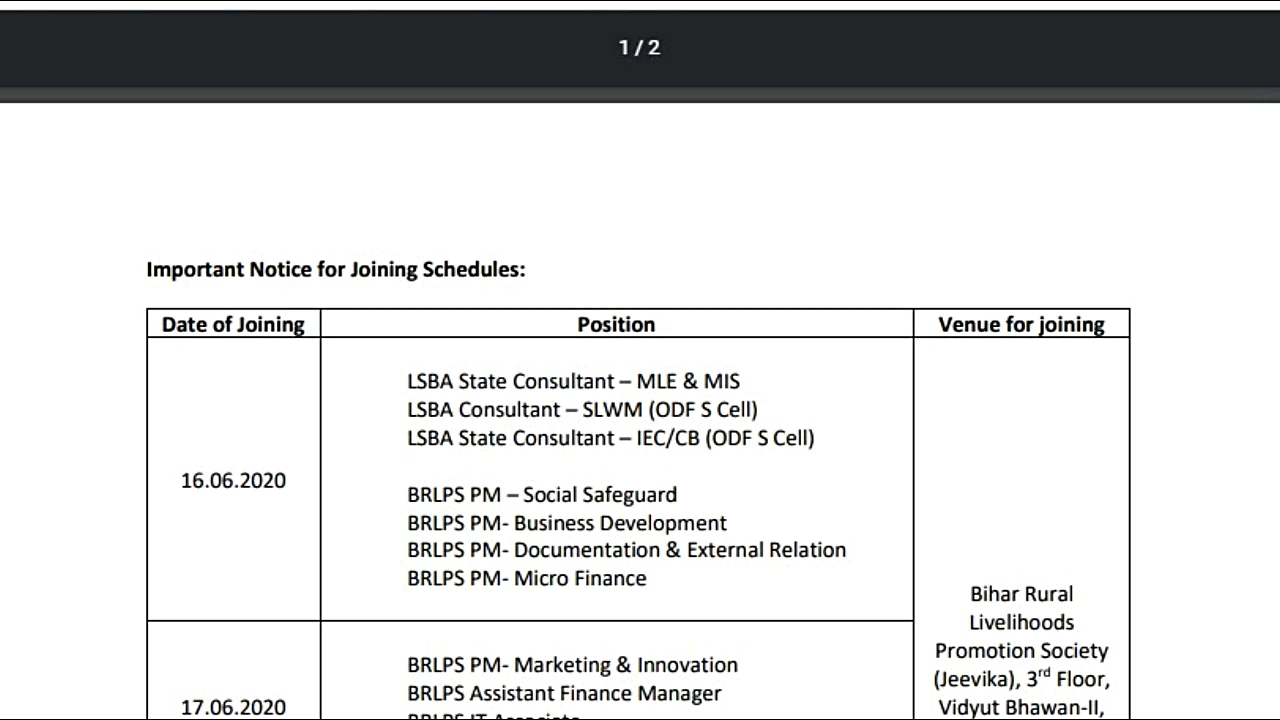 1 / 2
Important Notice for Joining Schedules:
Date of Joining
Position
Venue for joining
16.06.2020
LSBA State Consultant – MLE & MIS
LSBA Consultant – SLWM (ODF S Cell)
LSBA State Consultant – IEC/CB (ODF S Cell)
BRLPS PM – Social Safeguard
BRLPS PM- Business Development
BRLPS PM- Documentation & External Relation
BRLPS PM- Micro Finance
17.06.2020
BRLPS PM- Marketing & Innovation
BRLPS Assistant Finance Manager
BRLPS IT Associate
Bihar Rural
Livelihoods
Promotion Society
(Jeevika), 3rd Floor,
Vidyut Bhawan-II,